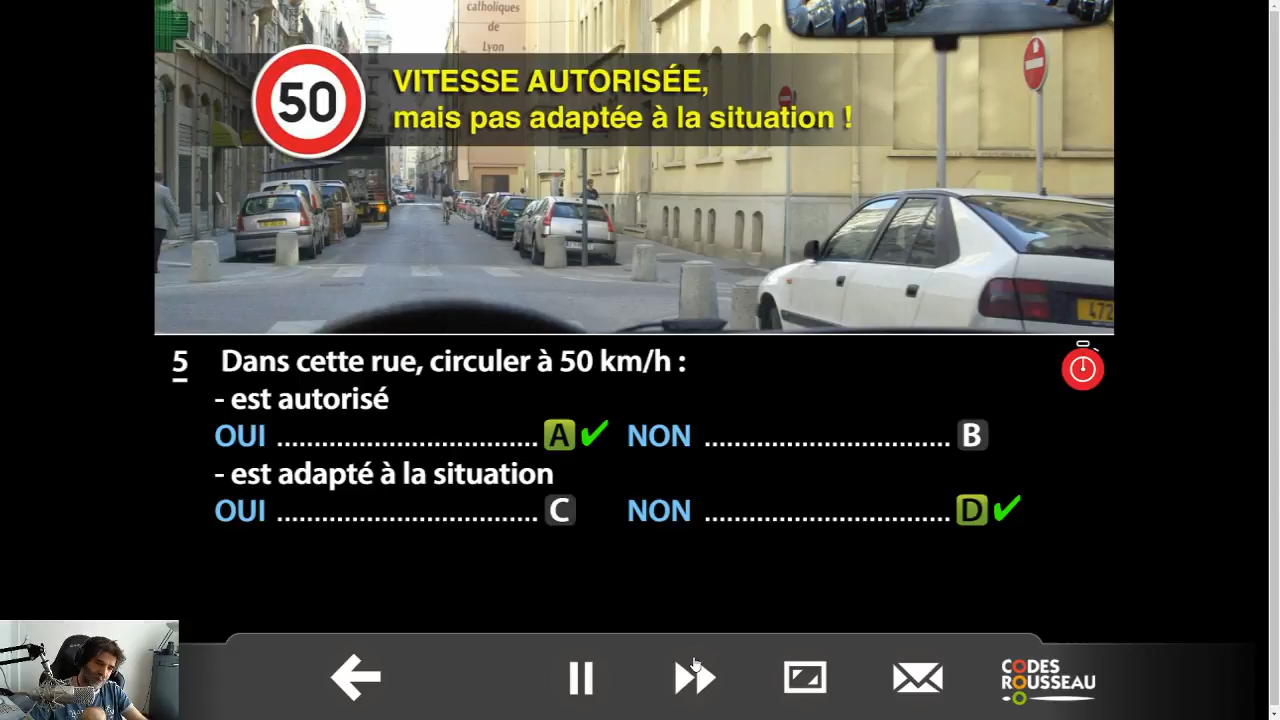 catholiques
de
Lyon
50
VITESSE AUTORISÉE,
mais pas adaptée à la situation !
472
5 Dans cette rue, circuler à 50 km/h :
- est autorisé
OUI ................................... A ✔ NON ................................. B
- est adapté à la situation
OUI ................................... C NON ................................. D ✔
CODES
ROUSSEAU